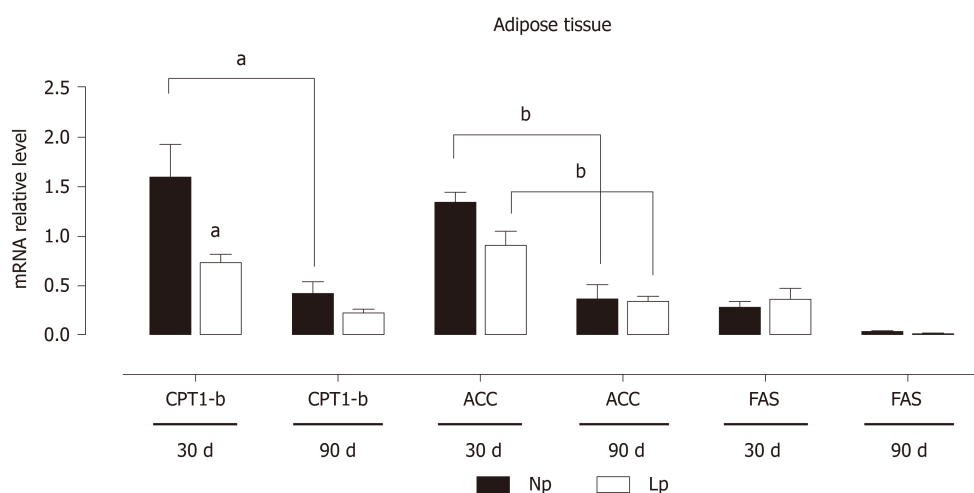 Adipose tissue
a
2.5
b
2.0
b
1.5
1.0
a
0.5
0.0
mRNA relative level
CPT1-b CPT1-b ACC ACC FAS FAS
30 d 90 d 30 d 90 d 30 d 90 d
Np Lp